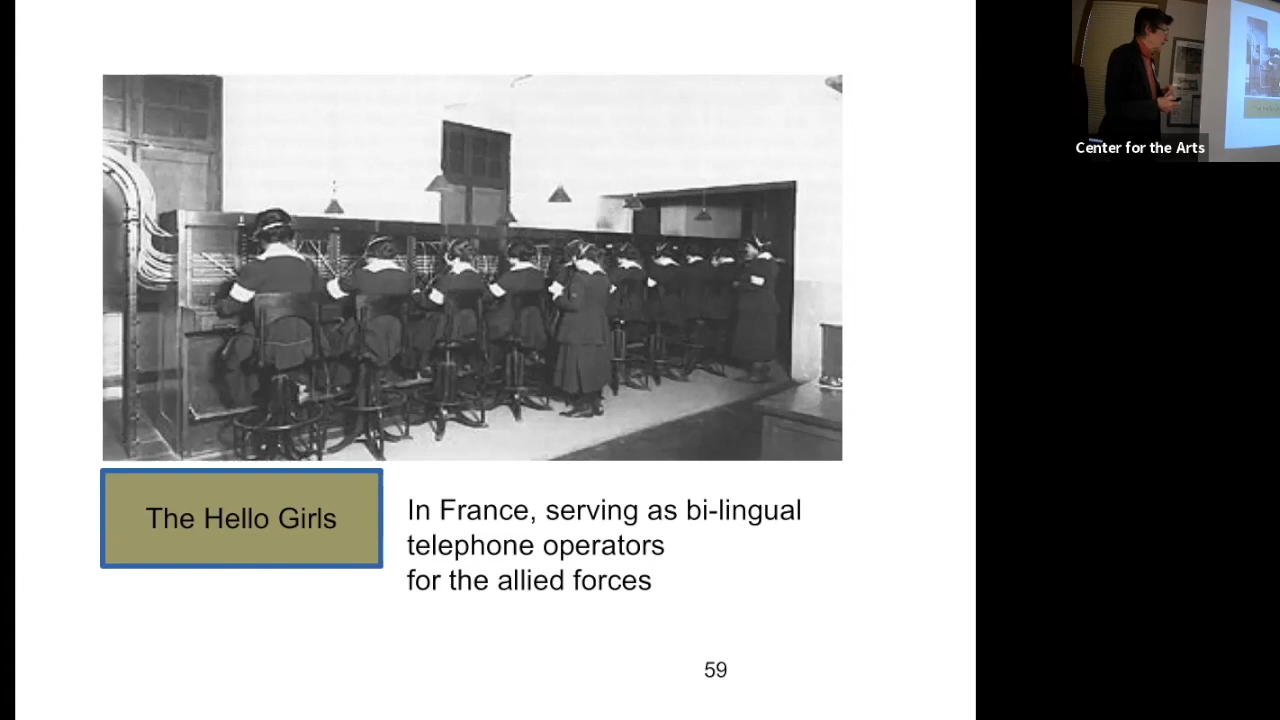 Center for the Arts
The Hello Girls
In France, serving as bi-lingual
telephone operators
for the allied forces
59